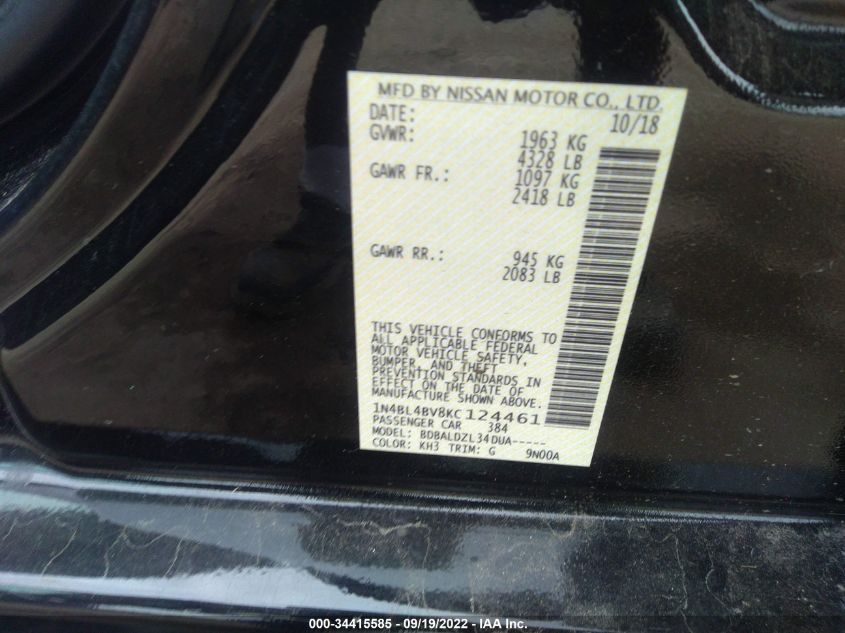 MFD BY NISSAN MOTOR CO., LTD.
DATE: 10/18
GVWR: 1963 KG
4328 LB
GAWR FR.: 1097 KG
2418 LB
GAWR RR.: 945 KG
2083 LB
THIS VEHICLE CONFORMS TO
ALL APPLICABLE FEDERAL
MOTOR VEHICLE SAFETY,
BUMPER, AND THEFT
PREVENTION STANDARDS IN
EFFECT ON THE DATE OF
MANUFACTURE SHOWN ABOVE.
1N4BL4BV8KC124461
PASSENGER CAR 384
MODEL: BDBALDZL34DUA-----
COLOR: KH3 TRIM: G 9N00A
000-34415585 - 09/19/2022 - IAA Inc.